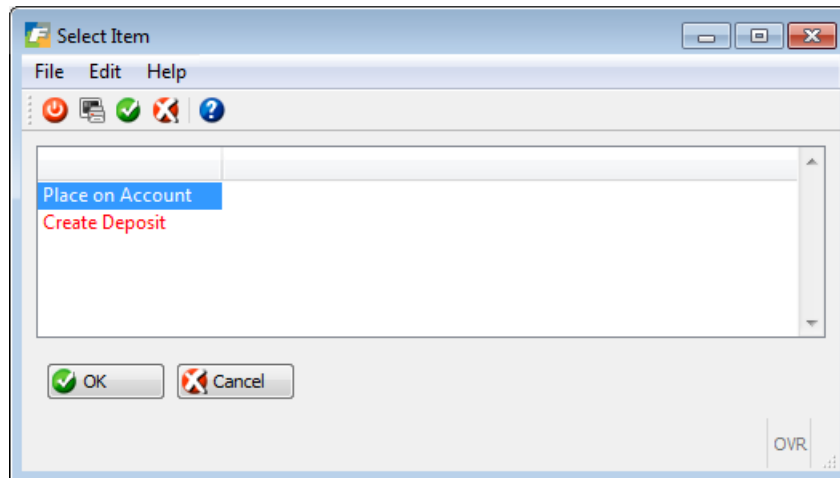 Select Item
File Edit Help
Place on Account
Create Deposit
OK Cancel
OVR